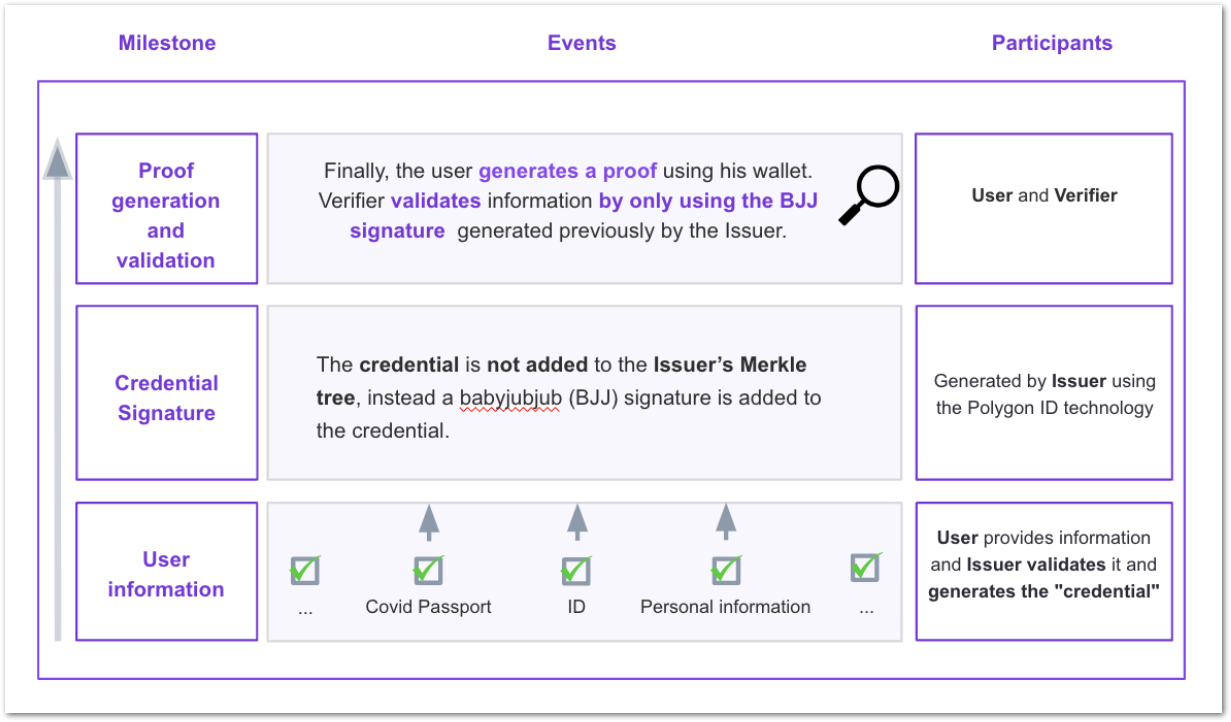 Milestone
Events
Participants
Proof
generation
and
validation
Finally, the user generates a proof using his wallet.
Verifier validates information by only using the BJJ
signature generated previously by the Issuer.
User and Verifier
Credential
Signature
The credential is not added to the Issuer’s Merkle
tree, instead a babyjubjub (BJJ) signature is added to
the credential.
Generated by Issuer using
the Polygon ID technology
User
information
...
Covid Passport
ID
Personal information
...
User provides information
and Issuer validates it and
generates the "credential"